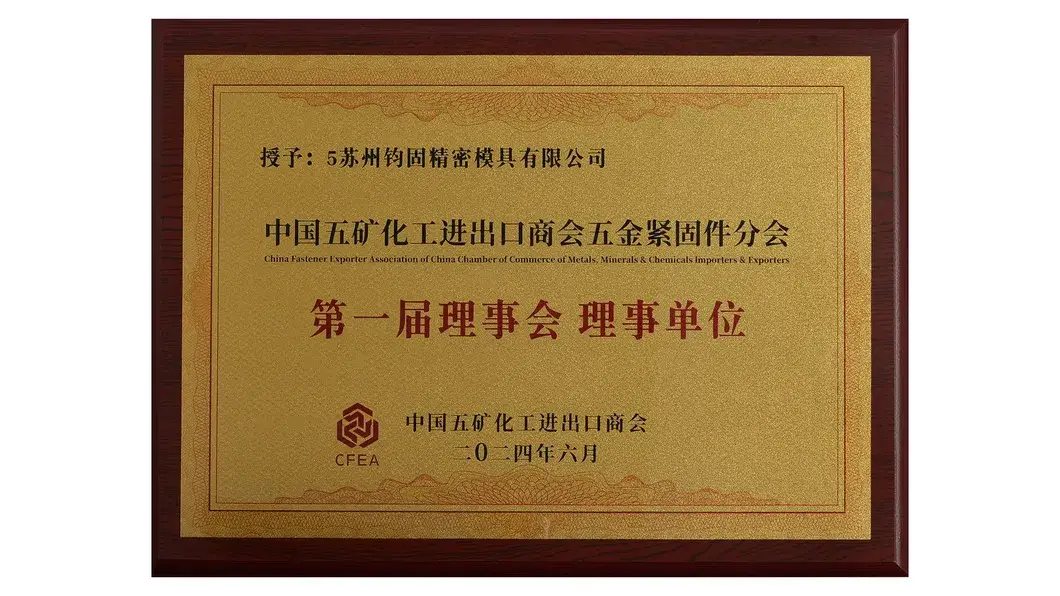 授予：5苏州钧固精密模具有限公司
中国五矿化工进出口商会五金紧固件分会
China Fastener Exporter Association of China Chamber of Commerce of Metals, Minerals & Chemicals Importers & Exporters
第一届理事会 理事单位
CFEA
中国五矿化工进出口商会
二0二四年六月